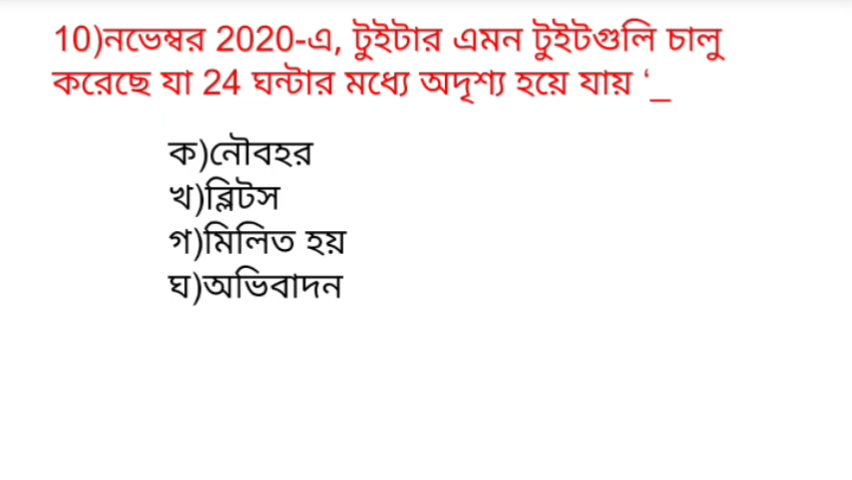 10)নভেম্বর 2020-এ, টুইটার এমন টুইটগুলি চালু
করেছে যা 24 ঘন্টার মধ্যে অদৃশ্য হয়ে যায় ‘_
ক)নৌবহর
খ)ব্লিটস
গ)মিলিত হয়
ঘ)অভিবাদন